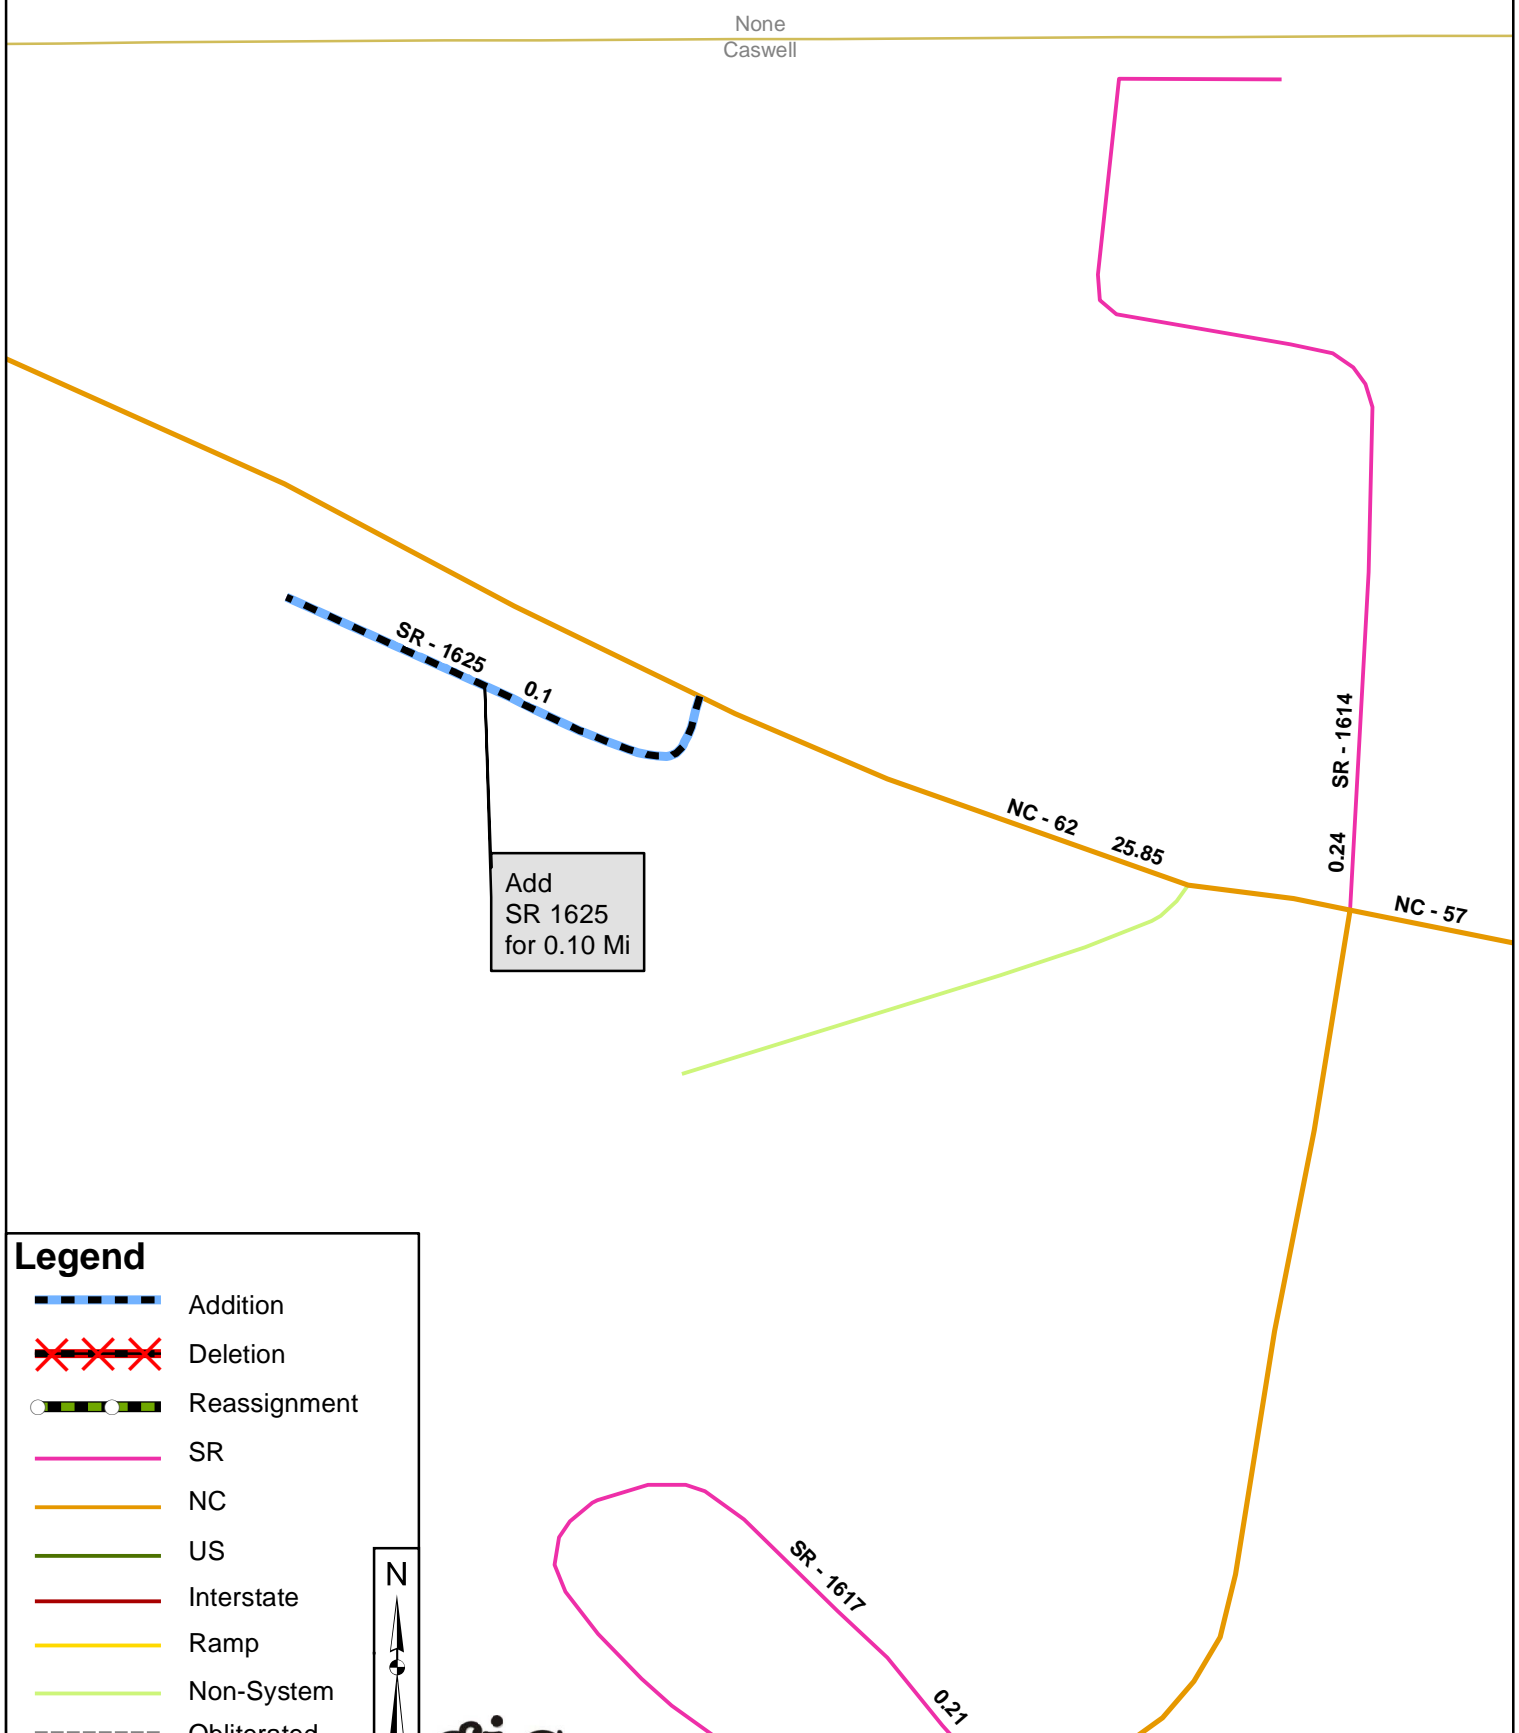 None
Caswell
SR - 1625
0.1
SR - 1614
0.24
NC - 62
25.85
NC - 57
Add
SR 1625
for 0.10 Mi
Legend
Addition
Deletion
Reassignment
SR
NC
US
Interstate
Ramp
Non-System
Obliterated
N
SR - 1617
0.21